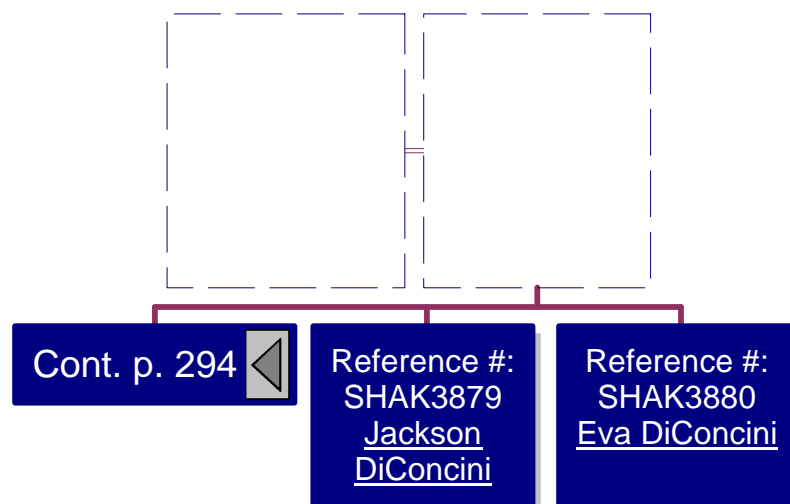 Cont. p. 294
Reference #:
SHAK3879
Jackson
DiConcini
Reference #:
SHAK3880
Eva DiConcini